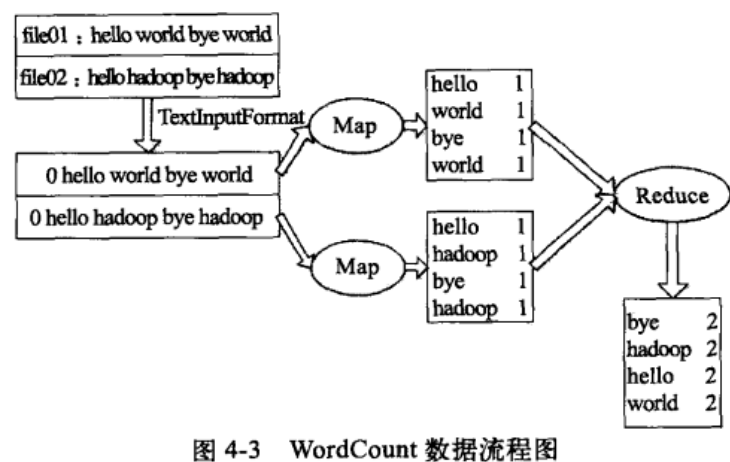 file01：hello world bye world
file02：hello hadoop bye hadoop
TextInputFormat
0 hello world bye world
0 hello hadoop bye hadoop
Map
Map
hello 1
world 1
bye 1
world 1
hello 1
hadoop 1
bye 1
hadoop 1
Reduce
bye 2
hadoop 2
hello 2
world 2
图 4-3 WordCount 数据流程图